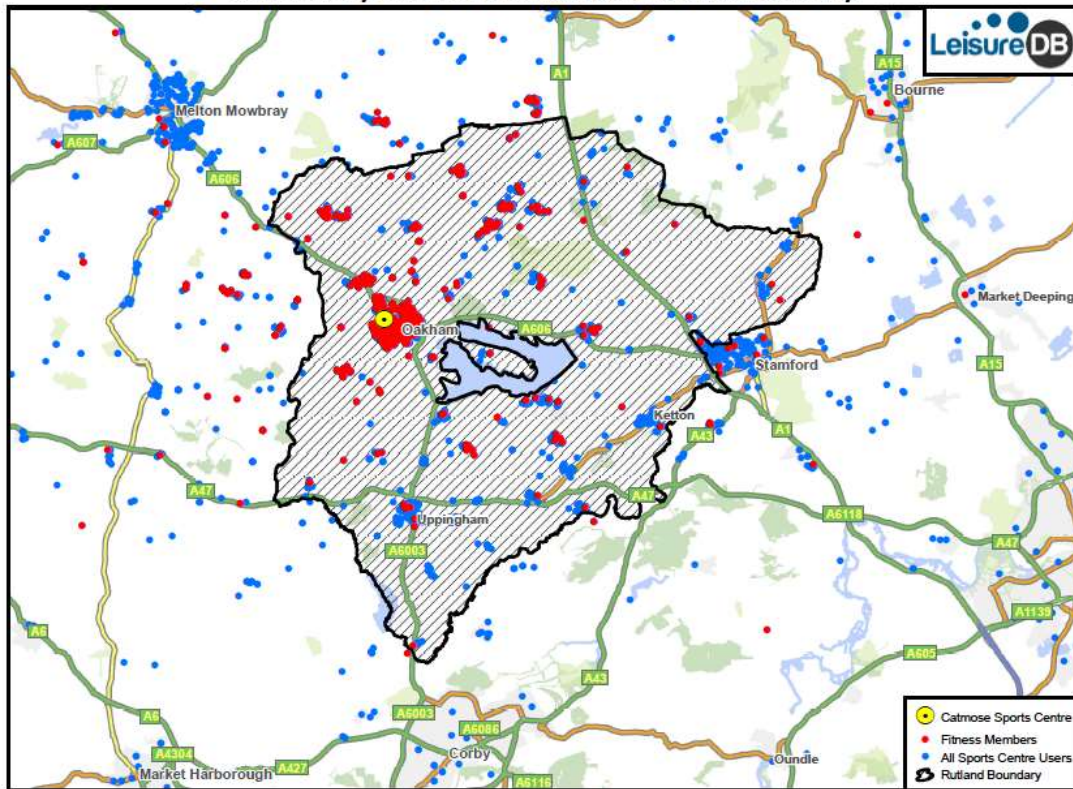 LeisureDB
A1
A15
Bourne
Melton Mowbray
A607
A606
Market Deeping
Oakham
A606
Stamford
A15
Ketton
A43
A1
A47
A47
A6118
Uppingham
A47
A6003
A1139
A6
A605
A43
A6003
A6
A6086
Corby
A4304
A427
Market Harborough
Oundle
A6116
Catmose Sports Centre
Fitness Members
All Sports Centre Users
Rutland Boundary